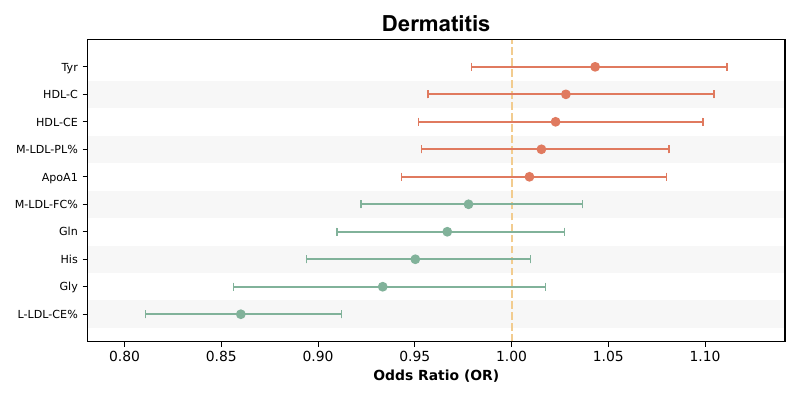 Dermatitis
Tyr
HDL-C
HDL-CE
M-LDL-PL%
ApoA1
M-LDL-FC%
Gln
His
Gly
L-LDL-CE%
0.80 0.85 0.90 0.95 1.00 1.05 1.10
Odds Ratio (OR)